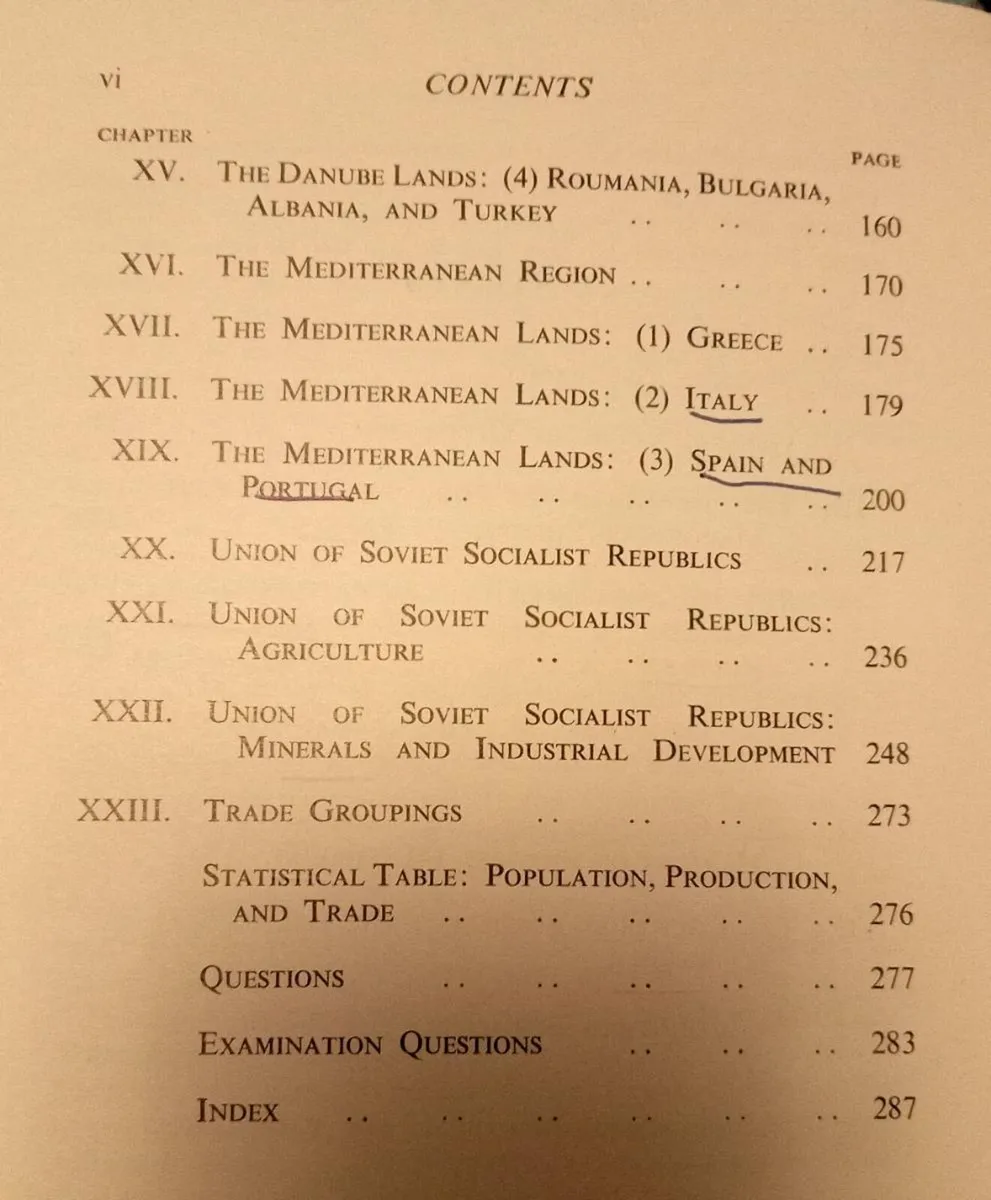 vi CONTENTS
CHAPTER PAGE
XV. THE DANUBE LANDS: (4) ROUMANIA, BULGARIA,
ALBANIA, AND TURKEY .. .. .. 160
XVI. THE MEDITERRANEAN REGION .. .. .. 170
XVII. THE MEDITERRANEAN LANDS: (1) GREECE .. 175
XVIII. THE MEDITERRANEAN LANDS: (2) ITALY .. 179
XIX. THE MEDITERRANEAN LANDS: (3) SPAIN AND
PORTUGAL .. .. .. .. .. 200
XX. UNION OF SOVIET SOCIALIST REPUBLICS .. 217
XXI. UNION OF SOVIET SOCIALIST REPUBLICS:
AGRICULTURE .. .. .. .. 236
XXII. UNION OF SOVIET SOCIALIST REPUBLICS:
MINERALS AND INDUSTRIAL DEVELOPMENT 248
XXIII. TRADE GROUPINGS .. .. .. .. 273
STATISTICAL TABLE: POPULATION, PRODUCTION,
AND TRADE .. .. .. .. .. 276
QUESTIONS .. .. .. .. .. 277
EXAMINATION QUESTIONS .. .. .. 283
INDEX .. .. .. .. .. .. 287